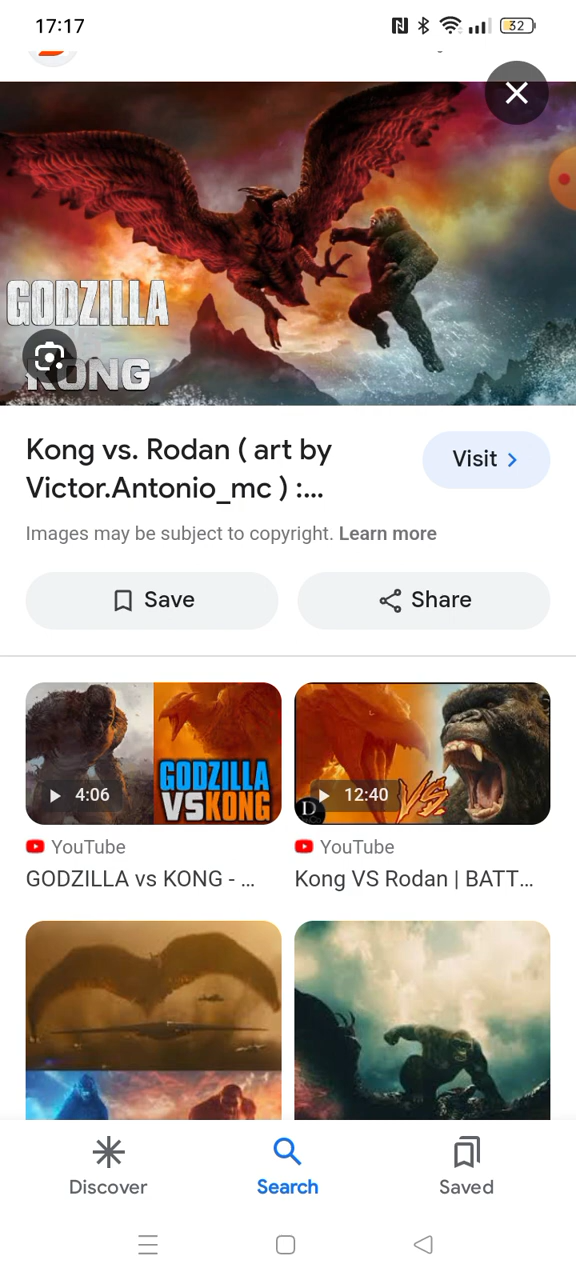 17:17
32
GODZILLA
KONG
Kong vs. Rodan ( art by
Victor.Antonio_mc ) :...
Visit
Images may be subject to copyright. Learn more
Save
Share
4:06
GODZILLA
VS KONG
12:40
VS.
D
YouTube
GODZILLA vs KONG - ...
YouTube
Kong VS Rodan | BATT...
Discover
Search
Saved